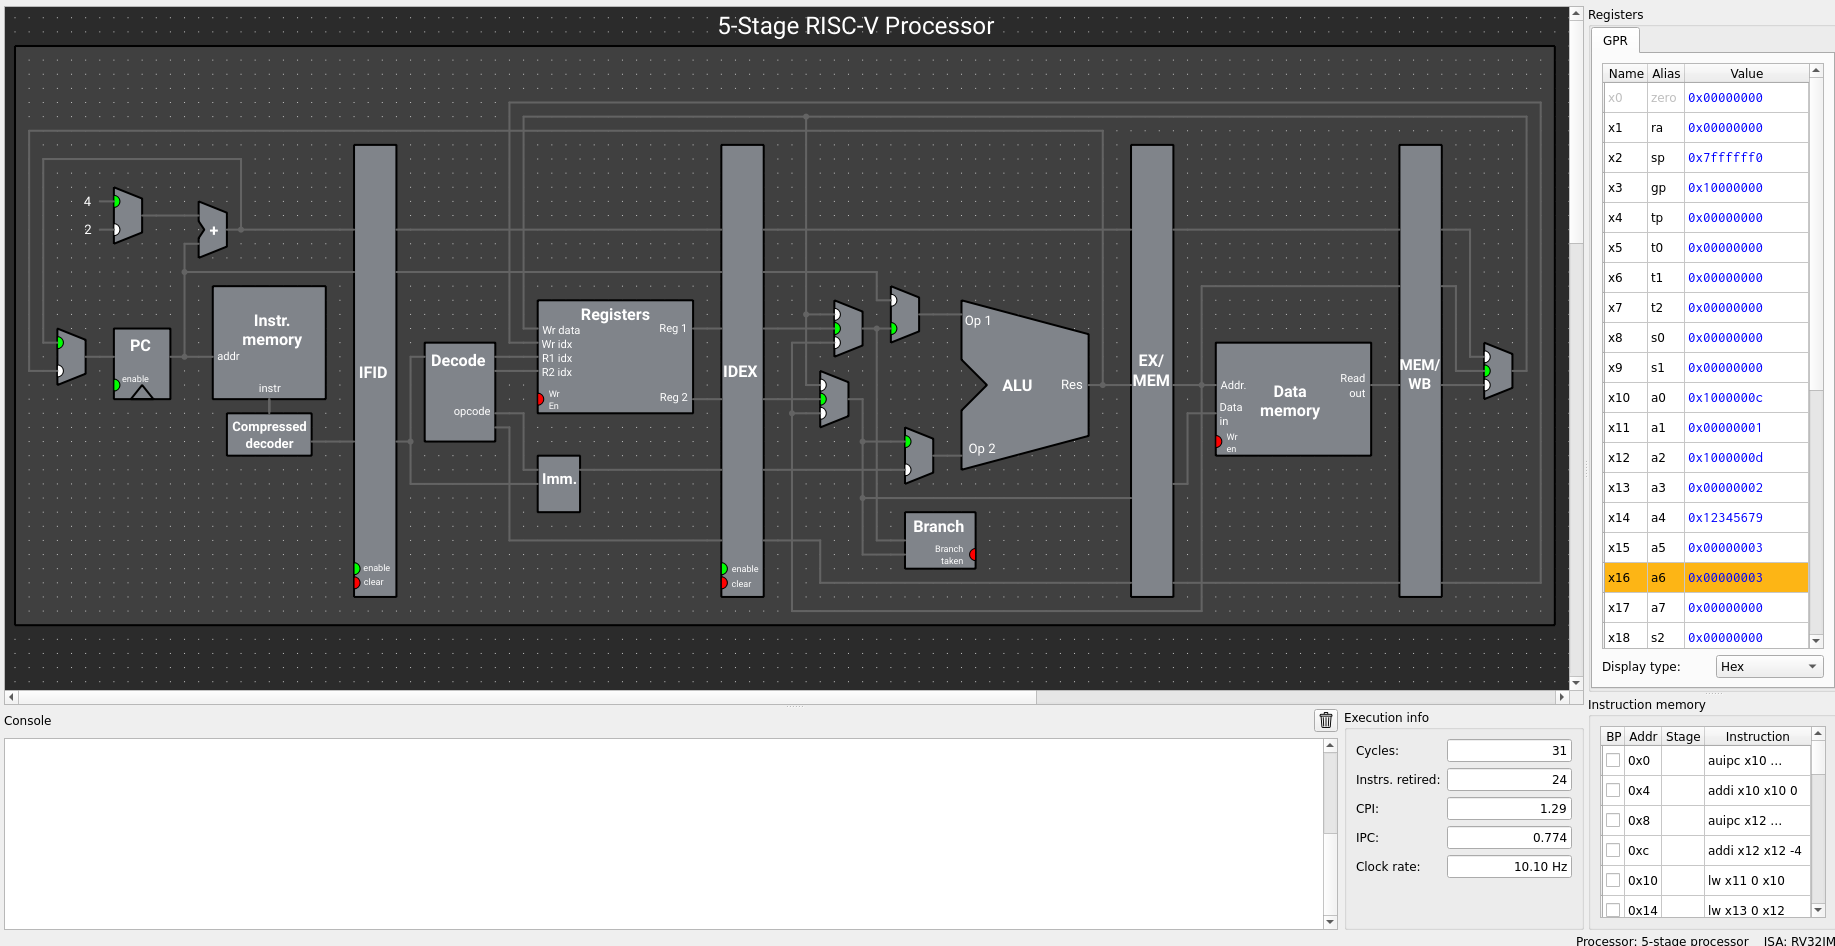 5-Stage RISC-V Processor
4
2
+
PC
enable
Instr.
memory
addr
instr
Compressed
decoder
IFID
enable
clear
Decode
opcode
Registers
Wr data
Wr idx
R1 idx
R2 idx
Wr
En
Reg 1
Reg 2
Imm.
IDEX
enable
clear
Op 1
ALU
Res
Op 2
Branch
Branch
taken
EX/
MEM
Addr.
Data
in
Wr
en
Data
memory
Read
out
MEM/
WB
Registers
GPR
Name Alias Value
x0 zero 0x00000000
x1 ra 0x00000000
x2 sp 0x7ffffff0
x3 gp 0x10000000
x4 tp 0x00000000
x5 t0 0x00000000
x6 t1 0x00000000
x7 t2 0x00000000
x8 s0 0x00000000
x9 s1 0x00000000
x10 a0 0x1000000c
x11 a1 0x00000001
x12 a2 0x1000000d
x13 a3 0x00000002
x14 a4 0x12345679
x15 a5 0x00000003
x16 a6 0x00000003
x17 a7 0x00000000
x18 s2 0x00000000
Display type: Hex
Console
Execution info
Cycles: 31
Instrs. retired: 24
CPI: 1.29
IPC: 0.774
Clock rate: 10.10 Hz
Instruction memory
BP Addr Stage Instruction
0x0 auipc x10 ...
0x4 addi x10 x10 0
0x8 auipc x12 ...
0xc addi x12 x12 -4
0x10 lw x11 0 x10
0x14 lw x13 0 x12
Processor: 5-stage processor ISA: RV32IM